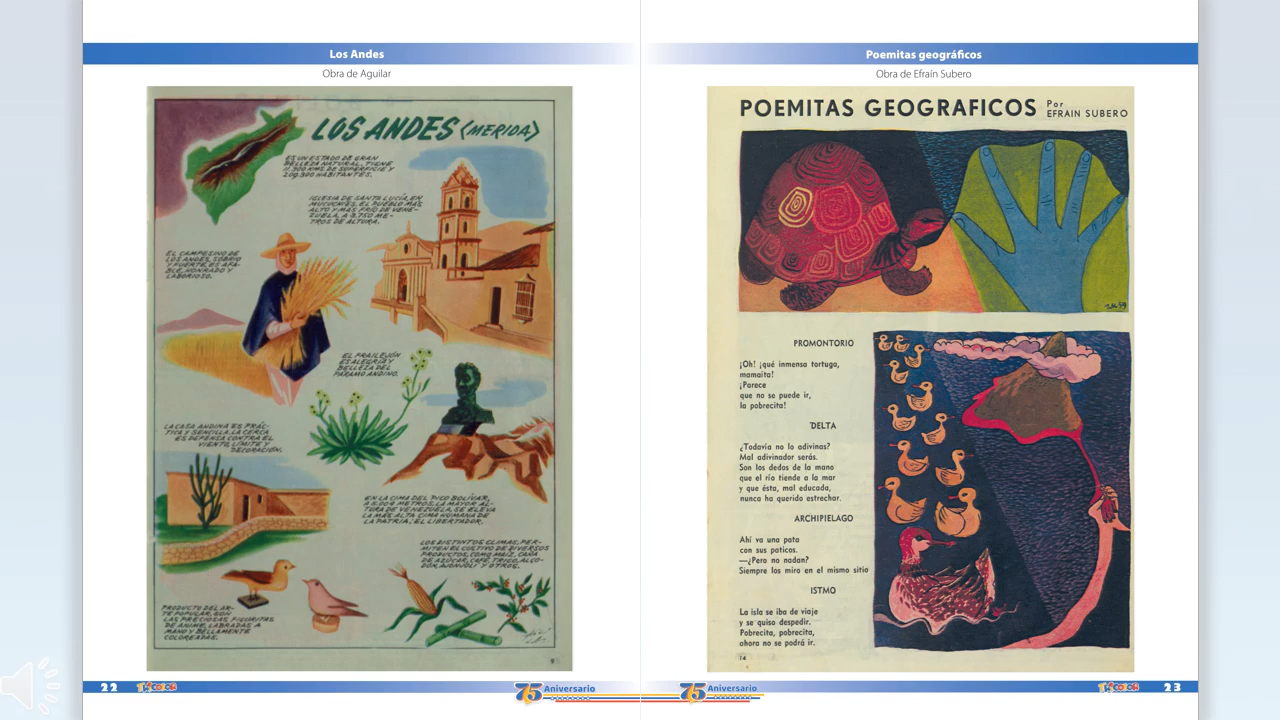 Los Andes
Obra de Aguilar
LOS ANDES (MERIDA)
ES UN ESTADO DE GRAN
BELLEZA NATURAL. TIENE
11.300 KMS. DE SUPERFICIE Y
209.300 HABITANTES.
IGLESIA DE SANTA LUCÍA, EN
MUCUCHÍES, EL PUEBLO MÁS
ALTO Y MÁS FRÍO DE VENE-
ZUELA, A 3.750 ME-
TROS DE ALTURA.
EL CAMPESINO DE
LOS ANDES, SOBRIO
Y FUERTE, ES AFA-
BLE, HONRADO Y
LABORIOSO.
EL FRAILEJÓN
ES ALEGRÍA Y
BELLEZA DEL
PÁRAMO ANDINO.
LA CASA ANDINA ES PRÁC-
TICA Y SENCILLA. LA CERCA
ES DEFENSA CONTRA EL
VIENTO, LÍMITE Y
DECORACIÓN.
EN LA CIMA DEL PICO BOLÍVAR,
A 5.000 METROS, LA MAYOR AL-
TURA DE VENEZUELA, SE ELEVA
LA MÁS ALTA CIMA HUMANA DE
LA PATRIA: EL LIBERTADOR.
LOS DISTINTOS CLIMAS, PER-
MITEN EL CULTIVO DE DIVERSOS
PRODUCTOS, COMO MAÍZ, CAÑA
DE AZÚCAR, CAFÉ, TRIGO, ALGO-
DÓN, AJONJOLÍ Y OTROS.
PRODUCTO DEL AR-
TE POPULAR, SON
LAS PRECIOSAS FIGURITAS
DE ANIME, LABRADAS A
MANO Y BELLAMENTE
COLOREADAS.
9
22 TRICOLOR
75 Aniversario
Poemitas geográficos
Obra de Efraín Subero
POEMITAS GEOGRAFICOS Por
EFRAIN SUBERO
PROMONTORIO
¡Oh! ¡qué inmensa tortuga,
mamaíta!
¡Parece
que no se puede ir,
la pobrecita!
DELTA
¿Todavía no lo adivinas?
Mal adivinador serás.
Son los dedos de la mano
que el río tiende a la mar
y que ésta, mal educada,
nunca ha querido estrechar.
ARCHIPIELAGO
Ahí va una pata
con sus paticos.
—¿Pero no nadan?
Siempre los miro en el mismo sitio
ISTMO
La isla se iba de viaje
y se quiso despedir.
Pobrecita, pobrecita,
ahora no se podrá ir.
14
75 Aniversario
TRICOLOR 23